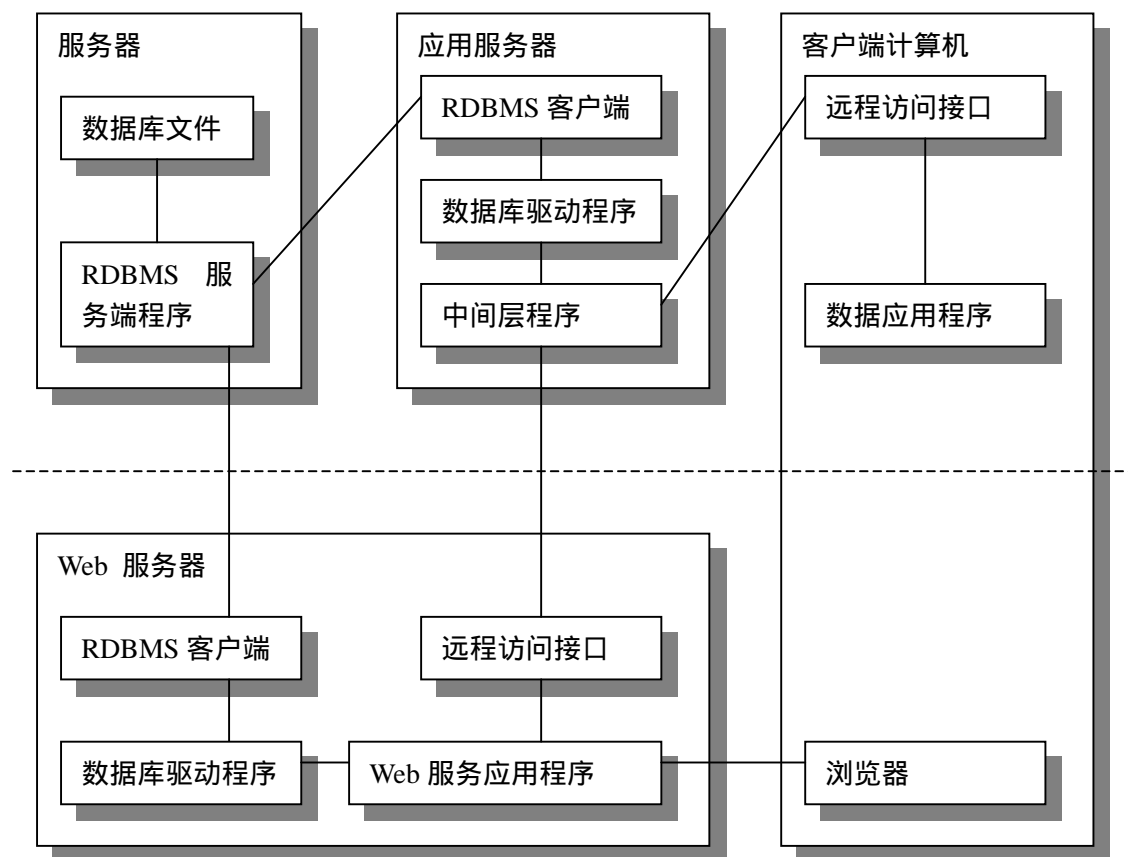 服务器
数据库文件
RDBMS 服
务端程序
应用服务器
RDBMS 客户端
数据库驱动程序
中间层程序
客户端计算机
远程访问接口
数据应用程序
Web 服务器
RDBMS 客户端
远程访问接口
数据库驱动程序
Web 服务应用程序
浏览器